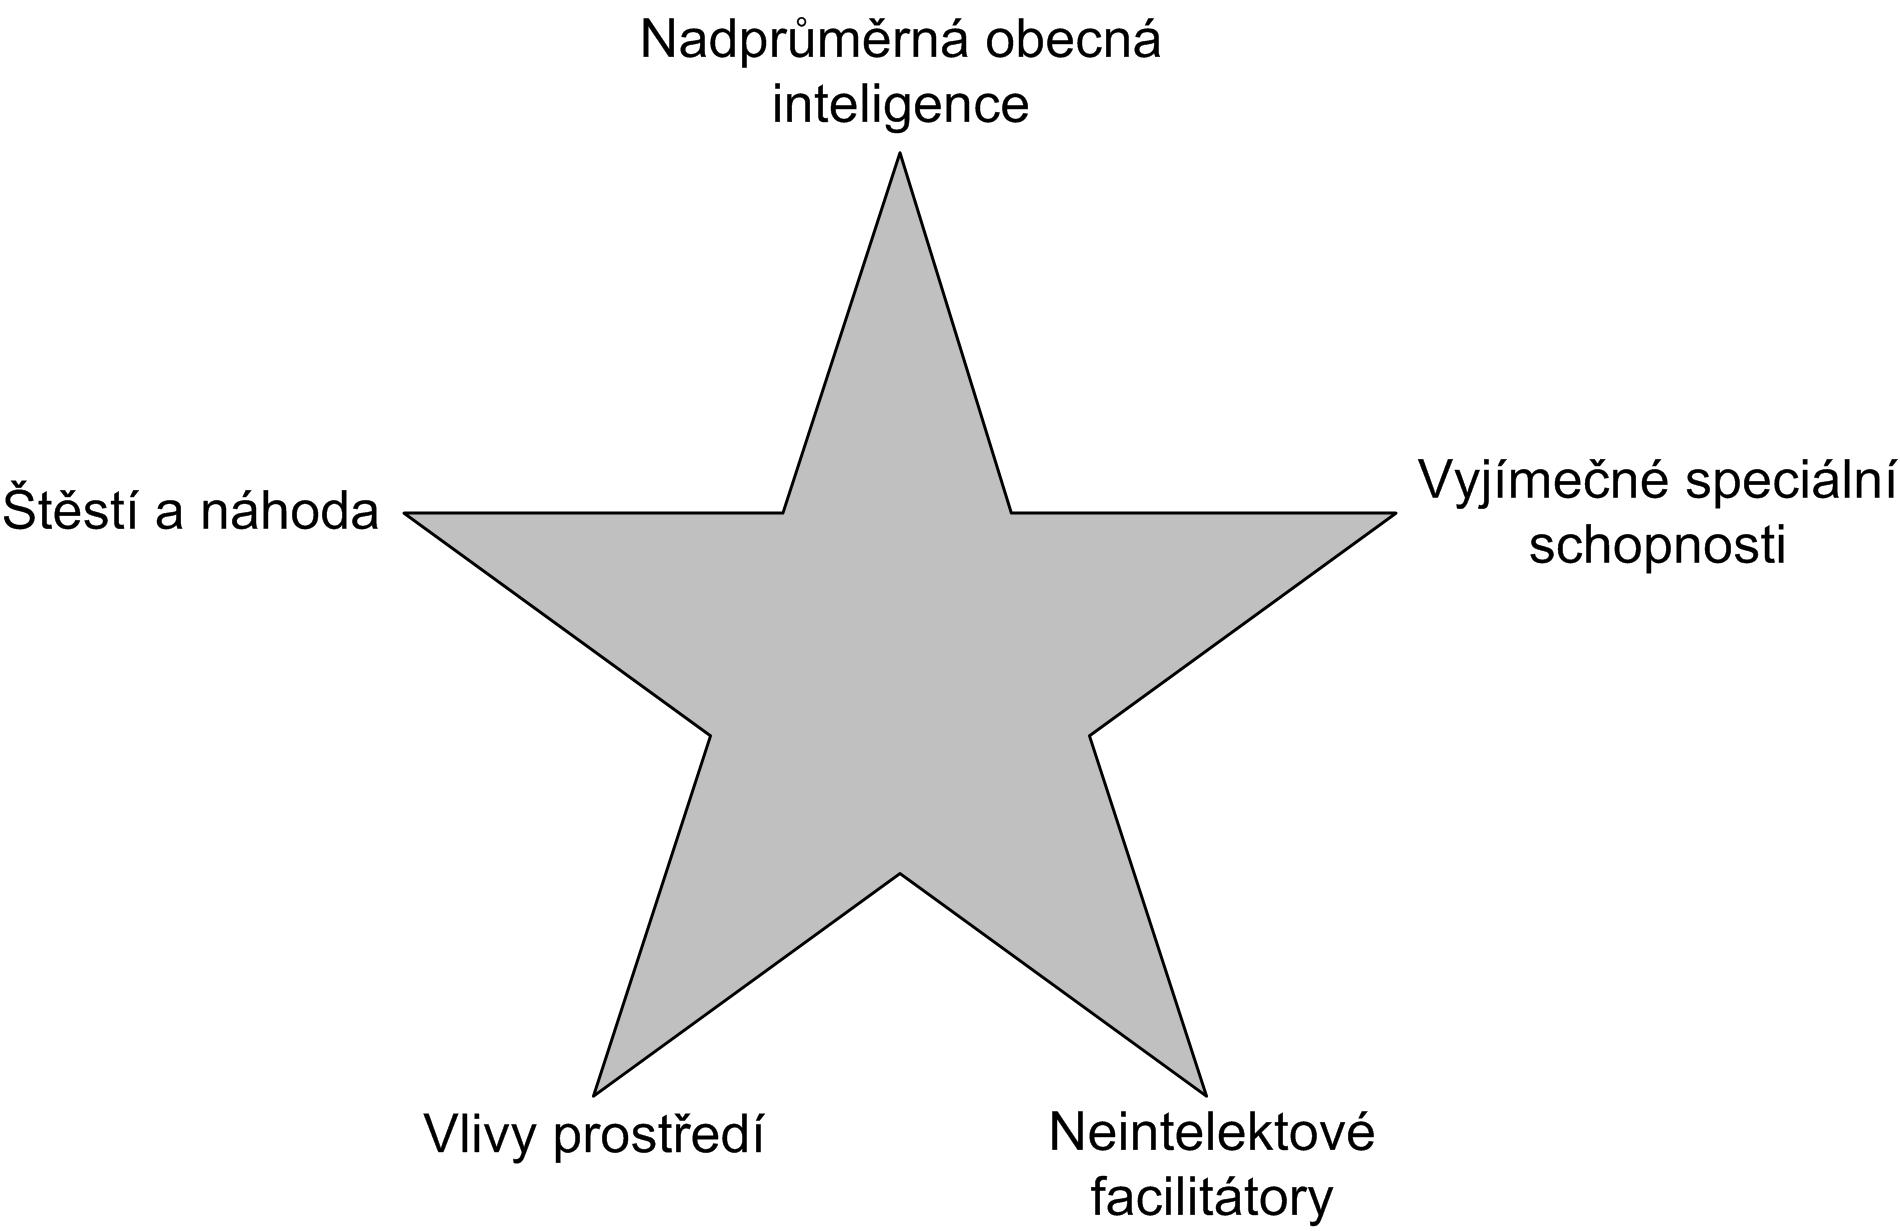 Nadprůměrná obecná
inteligence
Štěstí a náhoda
Vyjímečné speciální
schopnosti
Vlivy prostředí
Neintelektové
facilitátory